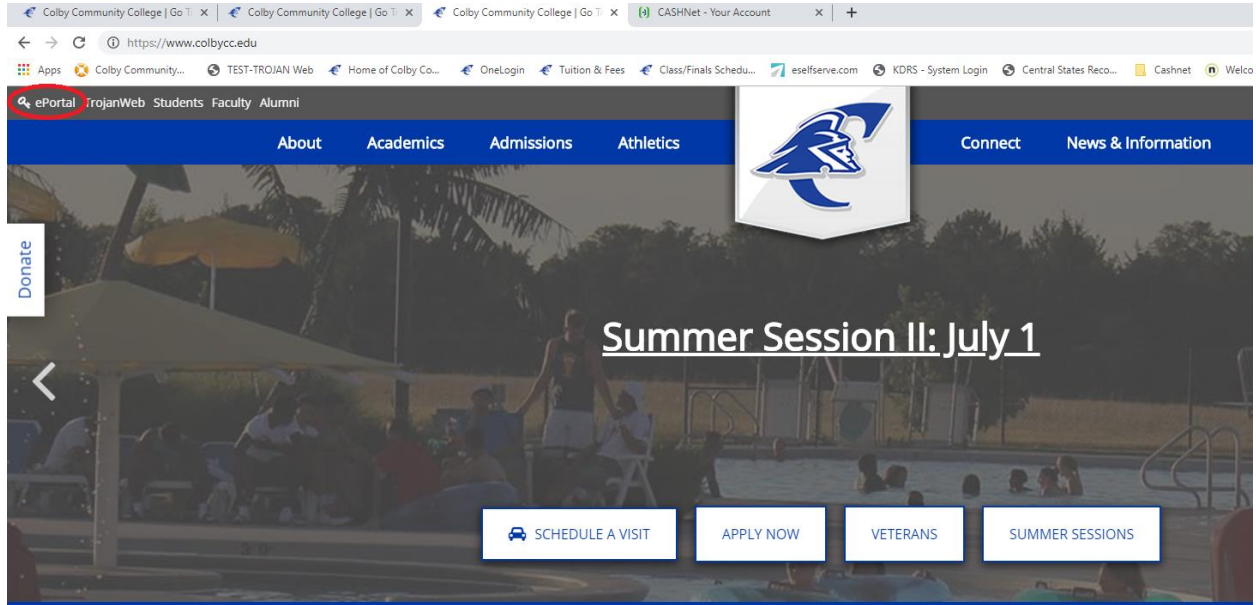 Colby Community College | Go Ti
Colby Community College | Go Ti
Colby Community College | Go Ti
CASHNet - Your Account
https://www.colbycc.edu
Apps Colby Community... TEST-TROJAN Web Home of Colby Co... OneLogin Tuition & Fees Class/Finals Schedu... eselfserve.com KDRS - System Login Central States Reco... Cashnet Welco
ePortal TrojanWeb Students Faculty Alumni
About Academics Admissions Athletics Connect News & Information
Donate
Summer Session II: July 1
SCHEDULE A VISIT APPLY NOW VETERANS SUMMER SESSIONS